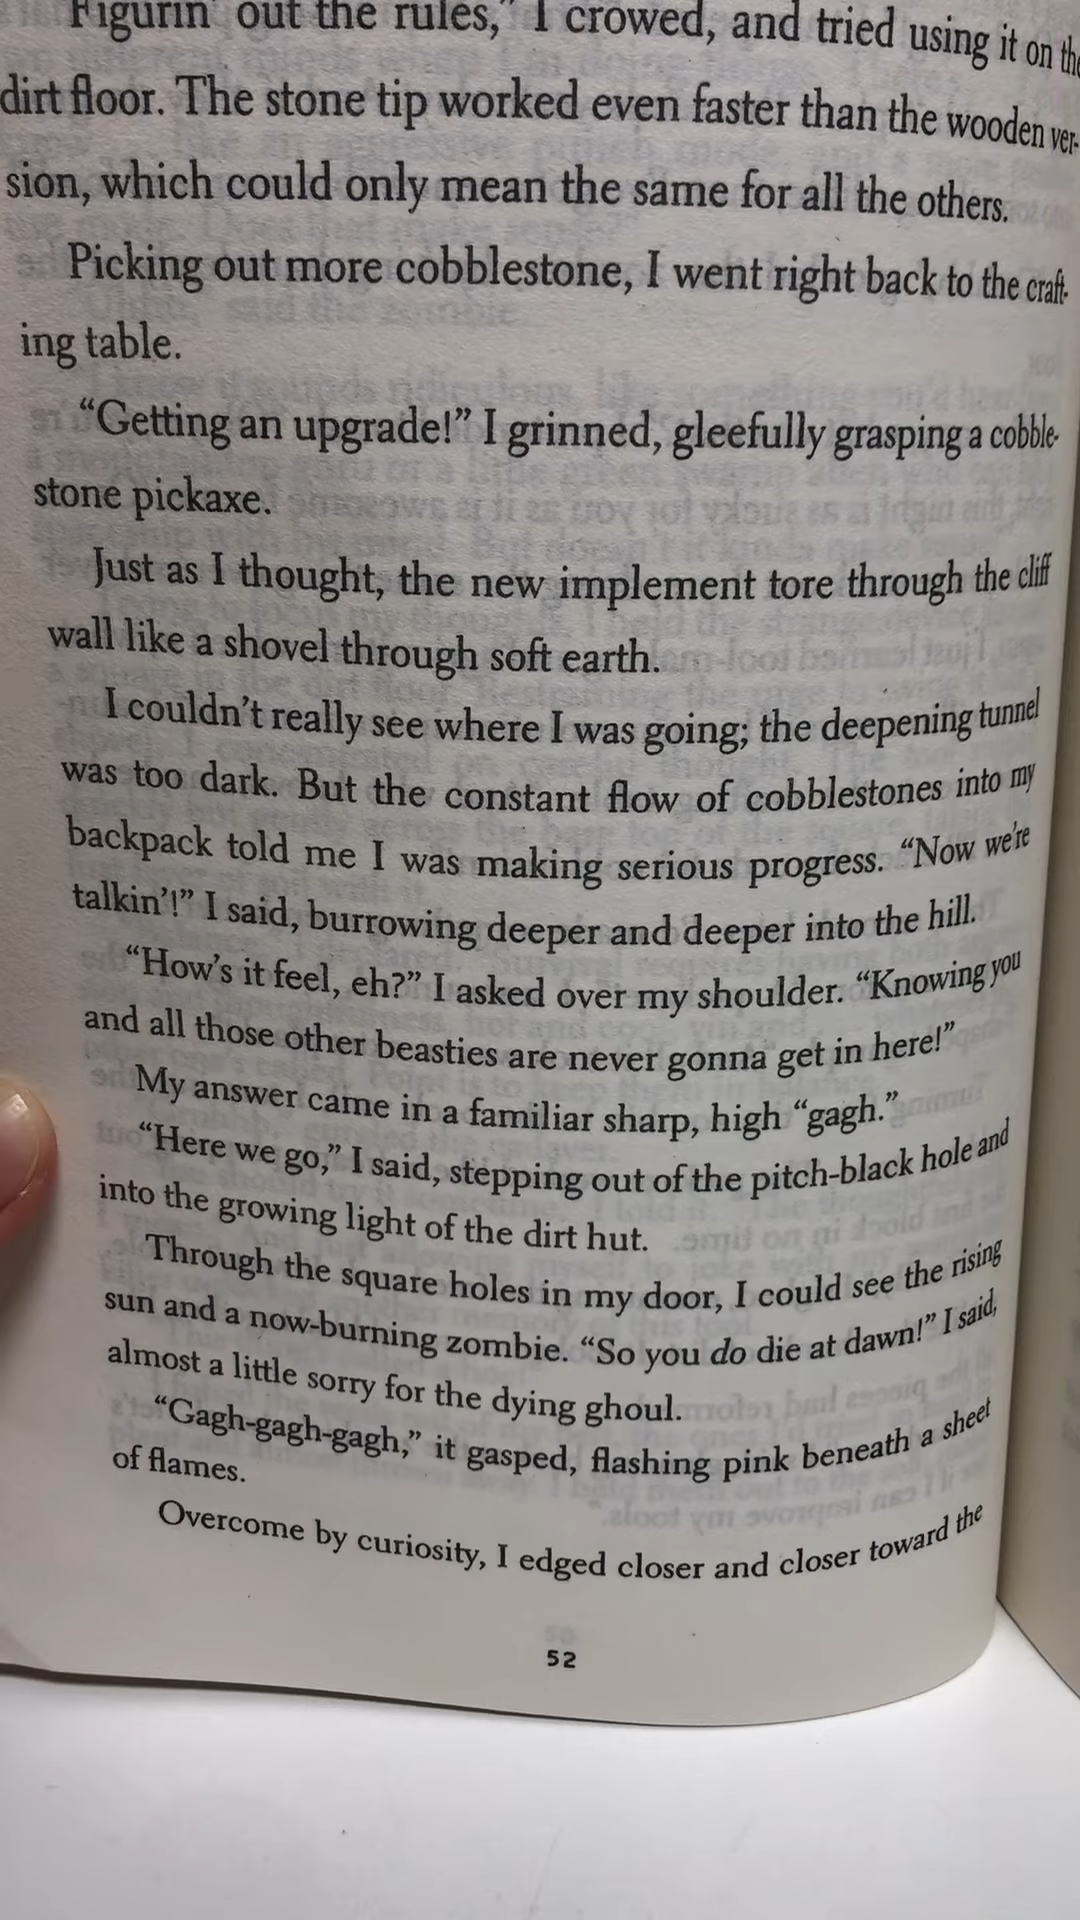 Figurin' out the rules," I crowed, and tried using it on the
dirt floor. The stone tip worked even faster than the wooden ver-
sion, which could only mean the same for all the others.
Picking out more cobblestone, I went right back to the craft-
ing table.
“Getting an upgrade!” I grinned, gleefully grasping a cobble-
stone pickaxe.
Just as I thought, the new implement tore through the cliff
wall like a shovel through soft earth.
I couldn’t really see where I was going; the deepening tunnel
was too dark. But the constant flow of cobblestones into my
backpack told me I was making serious progress. “Now we’re
talkin’!” I said, burrowing deeper and deeper into the hill.
“How’s it feel, eh?” I asked over my shoulder. “Knowing you
and all those other beasties are never gonna get in here!”
My answer came in a familiar sharp, high “gagh.”
“Here we go,” I said, stepping out of the pitch-black hole and
into the growing light of the dirt hut.
Through the square holes in my door, I could see the rising
sun and a now-burning zombie. “So you do die at dawn!” I said,
almost a little sorry for the dying ghoul.
“Gagh-gagh-gagh,” it gasped, flashing pink beneath a sheet
of flames.
Overcome by curiosity, I edged closer and closer toward the
52